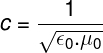 c = 1 / √(ϵ₀.μ₀)